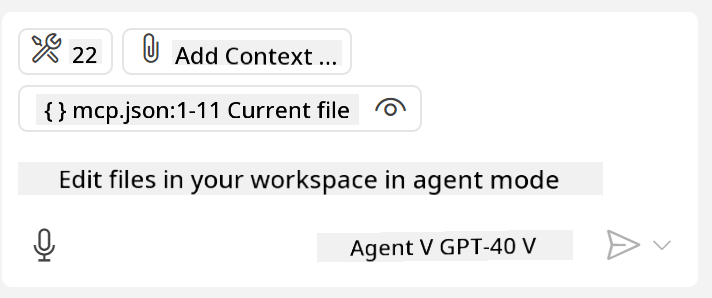 22 Add Context ...
{ } mcp.json:1-11 Current file
Edit files in your workspace in agent mode
Agent V GPT-40 V